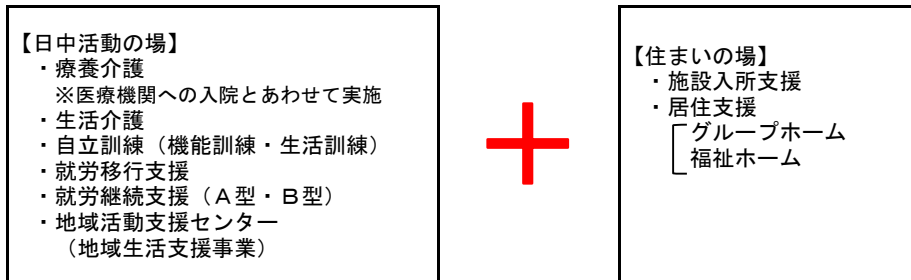 【日中活動の場】
・療養介護
※医療機関への入院とあわせて実施
・生活介護
・自立訓練（機能訓練・生活訓練）
・就労移行支援
・就労継続支援（Ａ型・Ｂ型）
・地域活動支援センター
（地域生活支援事業）
【住まいの場】
・施設入所支援
・居住支援
グループホーム
福祉ホーム